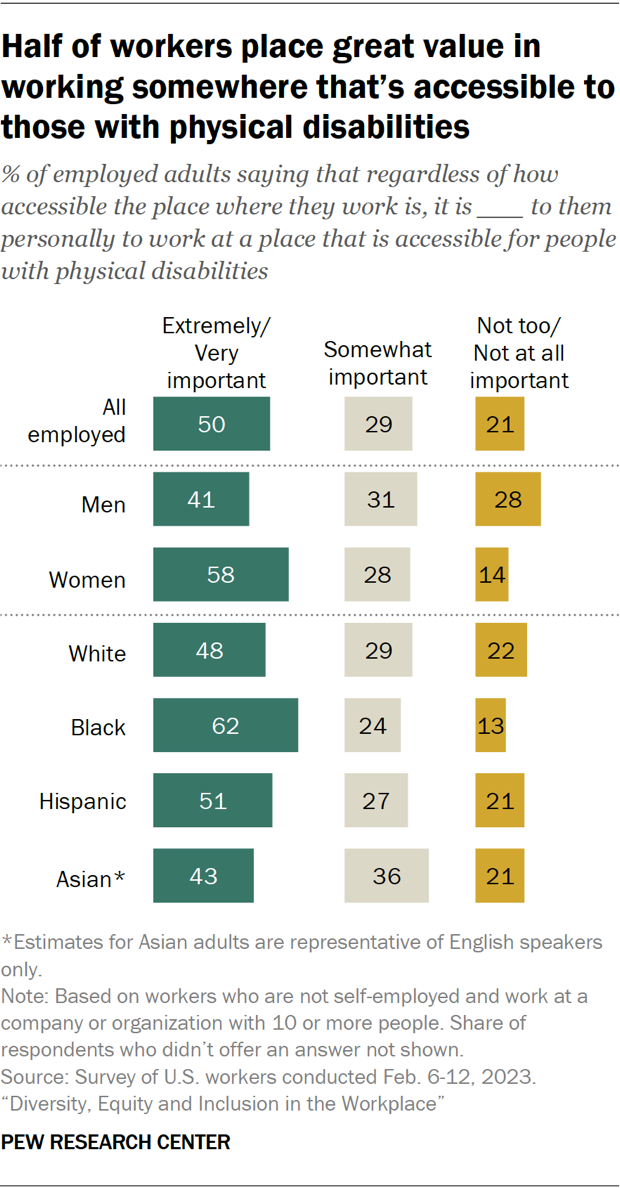 Half of workers place great value in
working somewhere that’s accessible to
those with physical disabilities
% of employed adults saying that regardless of how
accessible the place where they work is, it is ___ to them
personally to work at a place that is accessible for people
with physical disabilities
Extremely/
Very
important
Somewhat
important
Not too/
Not at all
important
All
employed
50
29
21
Men
41
31
28
Women
58
28
14
White
48
29
22
Black
62
24
13
Hispanic
51
27
21
Asian*
43
36
21
*Estimates for Asian adults are representative of English speakers
only.
Note: Based on workers who are not self-employed and work at a
company or organization with 10 or more people. Share of
respondents who didn’t offer an answer not shown.
Source: Survey of U.S. workers conducted Feb. 6-12, 2023.
“Diversity, Equity and Inclusion in the Workplace”
PEW RESEARCH CENTER